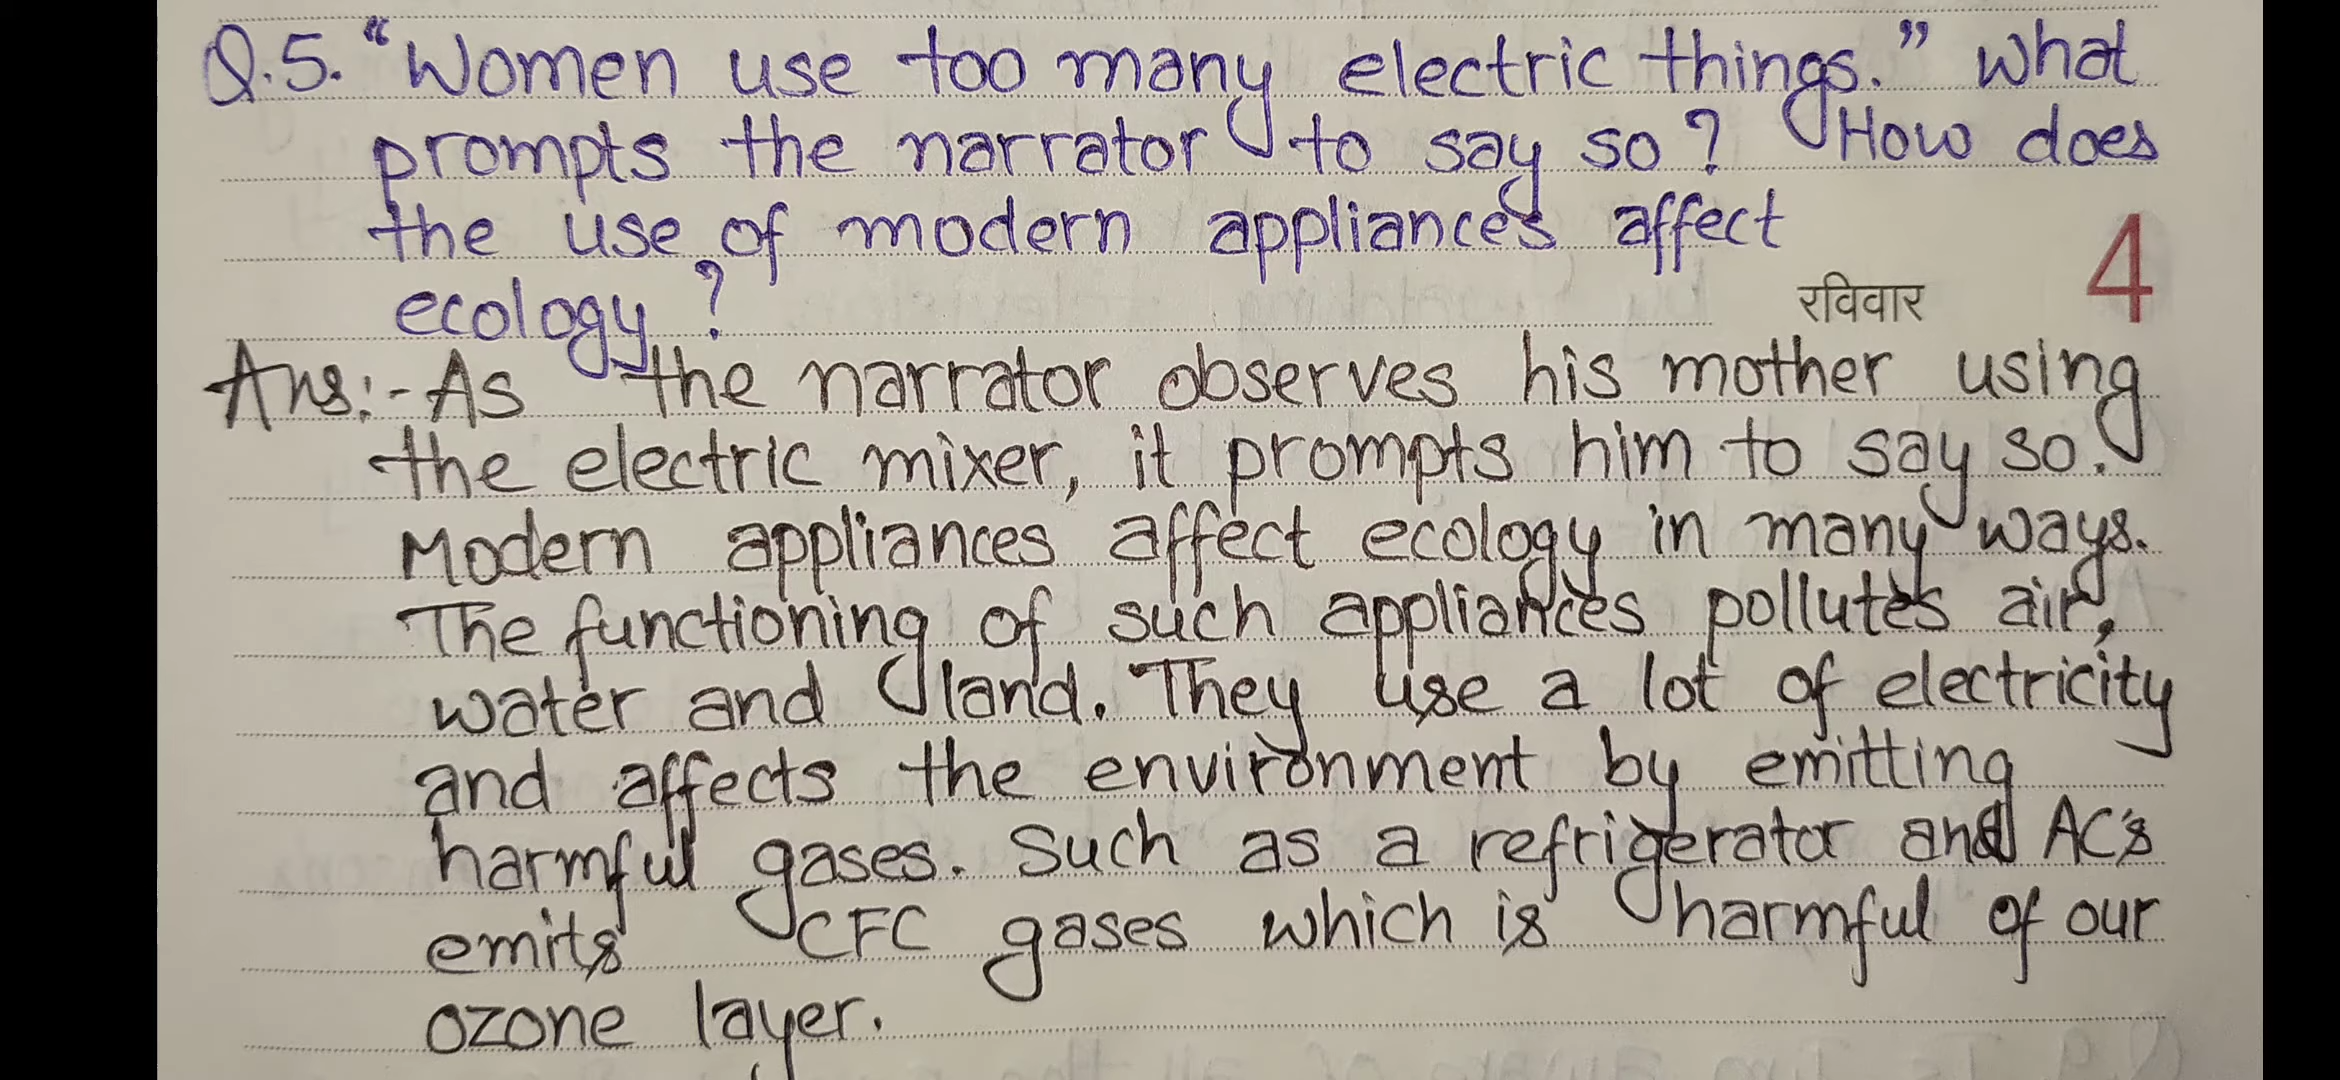 Q.5. "Women use too many electric things." What
prompts the narrator to say so? How does
the use of modern appliances affect
ecology?
रविवार 4
Ans:- As the narrator observes his mother using
the electric mixer, it prompts him to say so.
Modern appliances affect ecology in many ways.
The functioning of such appliances pollutes air,
water and land. They use a lot of electricity
and affects the environment by emitting
harmful gases. Such as a refrigerator and AC's
emits CFC gases which is harmful of our
ozone layer.